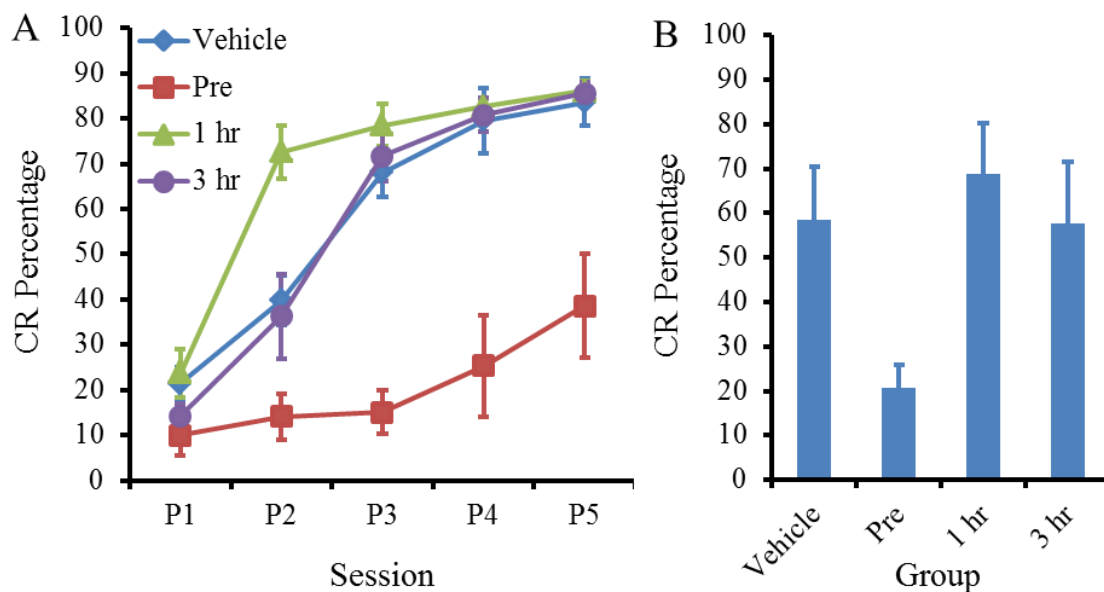 A
CR Percentage
100
90
80
70
60
50
40
30
20
10
0
Vehicle
Pre
1 hr
3 hr
P1 P2 P3 P4 P5
Session
B
CR Percentage
100
90
80
70
60
50
40
30
20
10
0
Vehicle Pre 1 hr 3 hr
Group